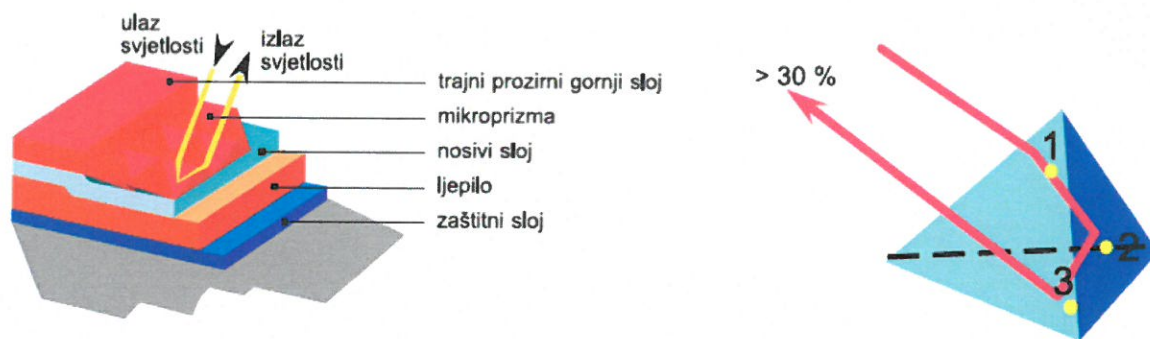 ulaz
svjetlosti
izlaz
svjetlosti
trajni prozirni gornji sloj
mikroprizma
nosivi sloj
ljepilo
zaštitni sloj
> 30 %
1
2
3